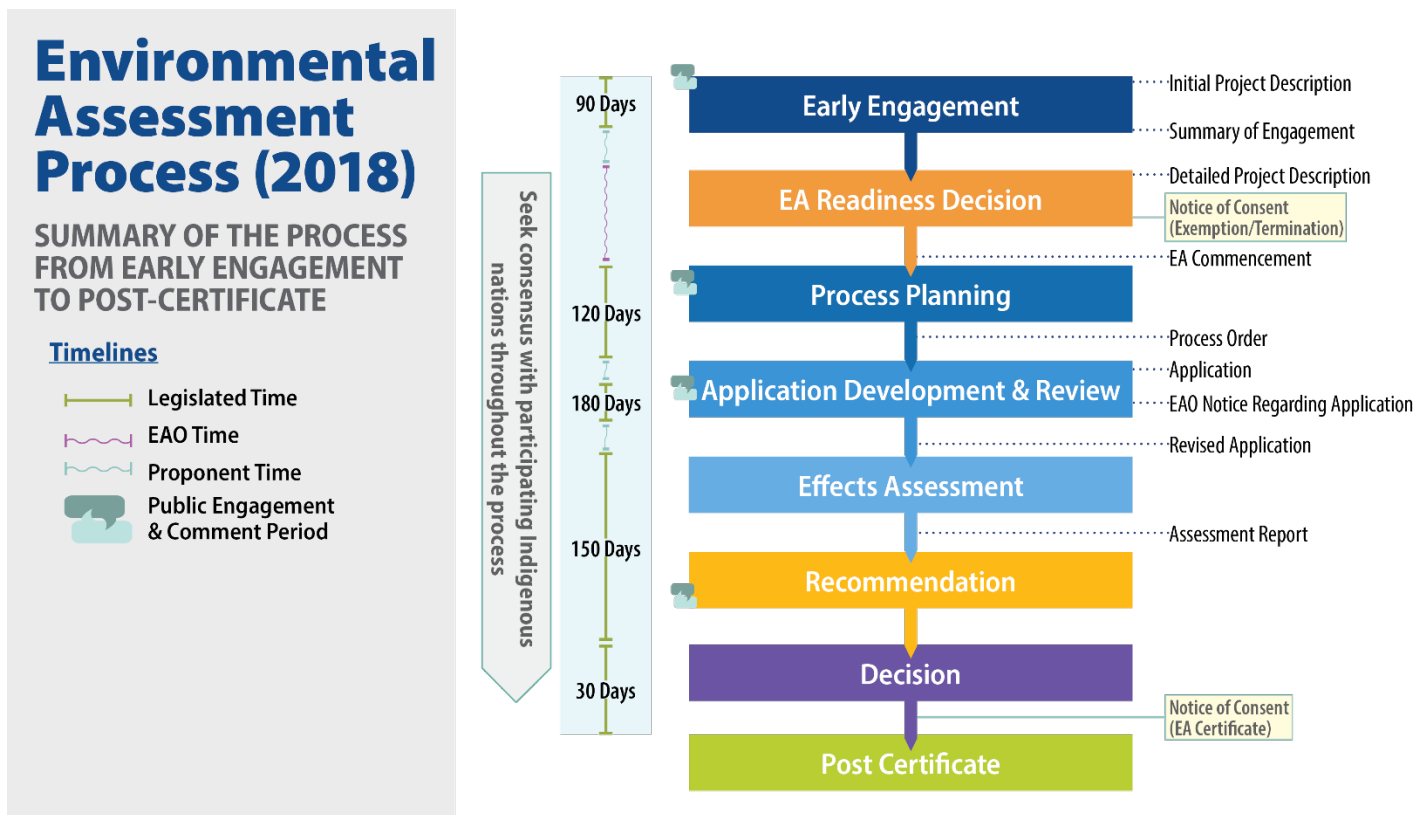 Environmental
Assessment
Process (2018)
SUMMARY OF THE PROCESS
FROM EARLY ENGAGEMENT
TO POST-CERTIFICATE
Timelines
Legislated Time
EAO Time
Proponent Time
Public Engagement
& Comment Period
Seek consensus with participating Indigenous
nations throughout the process
90 Days
120 Days
180 Days
150 Days
30 Days
Early Engagement
Initial Project Description
Summary of Engagement
EA Readiness Decision
Detailed Project Description
Notice of Consent
(Exemption/Termination)
EA Commencement
Process Planning
Process Order
Application Development & Review
Application
EAO Notice Regarding Application
Revised Application
Effects Assessment
Assessment Report
Recommendation
Decision
Notice of Consent
(EA Certificate)
Post Certificate